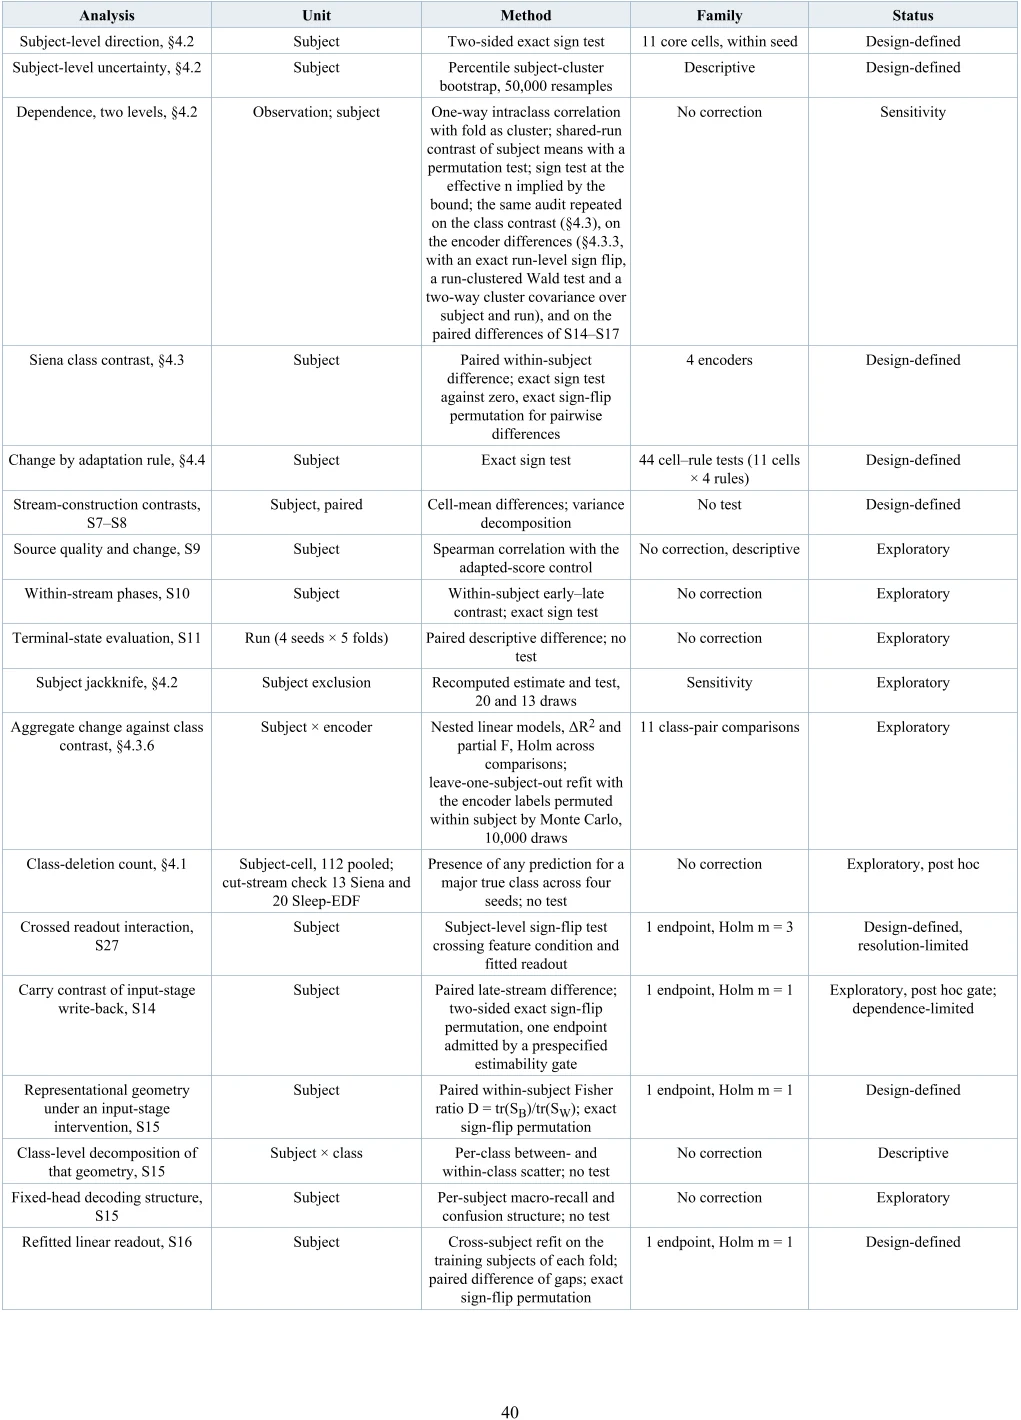 Analysis Unit Method Family Status
Subject-level direction, §4.2 Subject Two-sided exact sign test 11 core cells, within seed Design-defined
Subject-level uncertainty, §4.2 Subject Percentile subject-cluster Descriptive Design-defined
bootstrap, 50,000 resamples
Dependence, two levels, §4.2 Observation; subject One-way intraclass correlation No correction Sensitivity
with fold as cluster; shared-run
contrast of subject means with a
permutation test; sign test at the
effective n implied by the
bound; the same audit repeated
on the class contrast (§4.3), on
the encoder differences (§4.3.3,
with an exact run-level sign flip,
a run-clustered Wald test and a
two-way cluster covariance over
subject and run), and on the
paired differences of S14–S17
Siena class contrast, §4.3 Subject Paired within-subject 4 encoders Design-defined
difference; exact sign test
against zero, exact sign-flip
permutation for pairwise
differences
Change by adaptation rule, §4.4 Subject Exact sign test 44 cell–rule tests (11 cells Design-defined
× 4 rules)
Stream-construction contrasts, Subject, paired Cell-mean differences; variance No test Design-defined
S7–S8 decomposition
Source quality and change, S9 Subject Spearman correlation with the No correction, descriptive Exploratory
adapted-score control
Within-stream phases, S10 Subject Within-subject early–late No correction Exploratory
contrast; exact sign test
Terminal-state evaluation, S11 Run (4 seeds × 5 folds) Paired descriptive difference; no No correction Exploratory
test
Subject jackknife, §4.2 Subject exclusion Recomputed estimate and test, Sensitivity Exploratory
20 and 13 draws
Aggregate change against class Subject × encoder Nested linear models, ΔR2 and 11 class-pair comparisons Exploratory
contrast, §4.3.6 partial F, Holm across
comparisons;
leave-one-subject-out refit with
the encoder labels permuted
within subject by Monte Carlo,
10,000 draws
Class-deletion count, §4.1 Subject-cell, 112 pooled; Presence of any prediction for a No correction Exploratory, post hoc
cut-stream check 13 Siena and major true class across four
20 Sleep-EDF seeds; no test
Crossed readout interaction, Subject Subject-level sign-flip test 1 endpoint, Holm m = 3 Design-defined,
S27 crossing feature condition and resolution-limited
fitted readout
Carry contrast of input-stage Subject Paired late-stream difference; 1 endpoint, Holm m = 1 Exploratory, post hoc gate;
write-back, S14 two-sided exact sign-flip dependence-limited
permutation, one endpoint
admitted by a prespecified
estimability gate
Representational geometry Subject Paired within-subject Fisher 1 endpoint, Holm m = 1 Design-defined
under an input-stage ratio D = tr(SB)/tr(SW); exact
intervention, S15 sign-flip permutation
Class-level decomposition of Subject × class Per-class between- and No correction Descriptive
that geometry, S15 within-class scatter; no test
Fixed-head decoding structure, Subject Per-subject macro-recall and No correction Exploratory
S15 confusion structure; no test
Refitted linear readout, S16 Subject Cross-subject refit on the 1 endpoint, Holm m = 1 Design-defined
training subjects of each fold;
paired difference of gaps; exact
sign-flip permutation
40